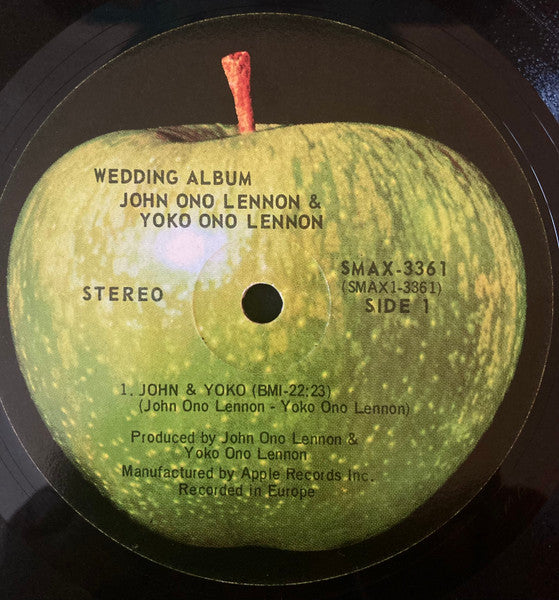 WEDDING ALBUM
JOHN ONO LENNON &
YOKO ONO LENNON
STEREO
SMAX-3361
(SMAX1-3361)
SIDE 1
1. JOHN & YOKO (BMI-22:23)
(John Ono Lennon - Yoko Ono Lennon)
Produced by John Ono Lennon &
Yoko Ono Lennon
Manufactured by Apple Records Inc.
Recorded in Europe